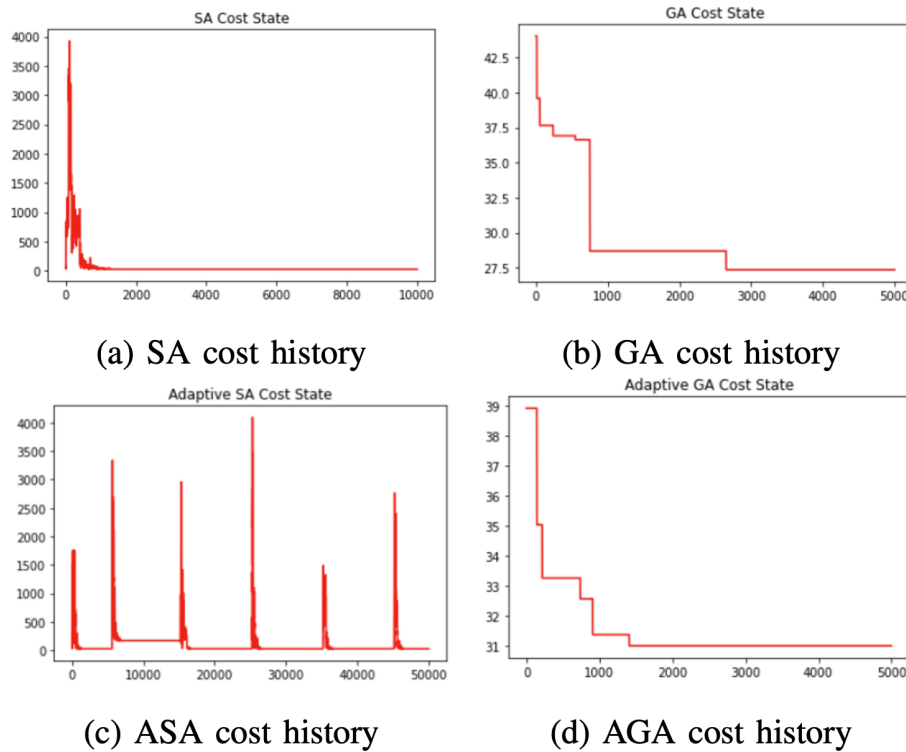 SA Cost State
4000
3500
3000
2500
2000
1500
1000
500
0
0 2000 4000 6000 8000 10000
(a) SA cost history
GA Cost State
42.5
40.0
37.5
35.0
32.5
30.0
27.5
0 1000 2000 3000 4000 5000
(b) GA cost history
Adaptive SA Cost State
4000
3500
3000
2500
2000
1500
1000
500
0
0 10000 20000 30000 40000 50000
(c) ASA cost history
Adaptive GA Cost State
39
38
37
36
35
34
33
32
31
0 1000 2000 3000 4000 5000
(d) AGA cost history